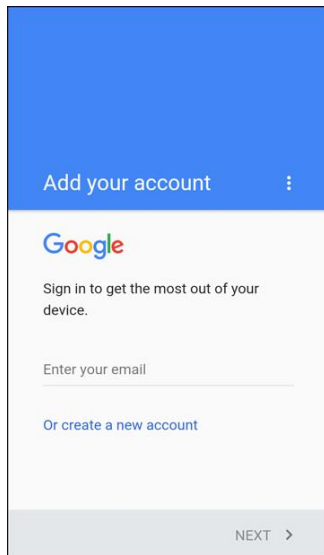 Add your account
Google
Sign in to get the most out of your
device.
Enter your email
Or create a new account
NEXT